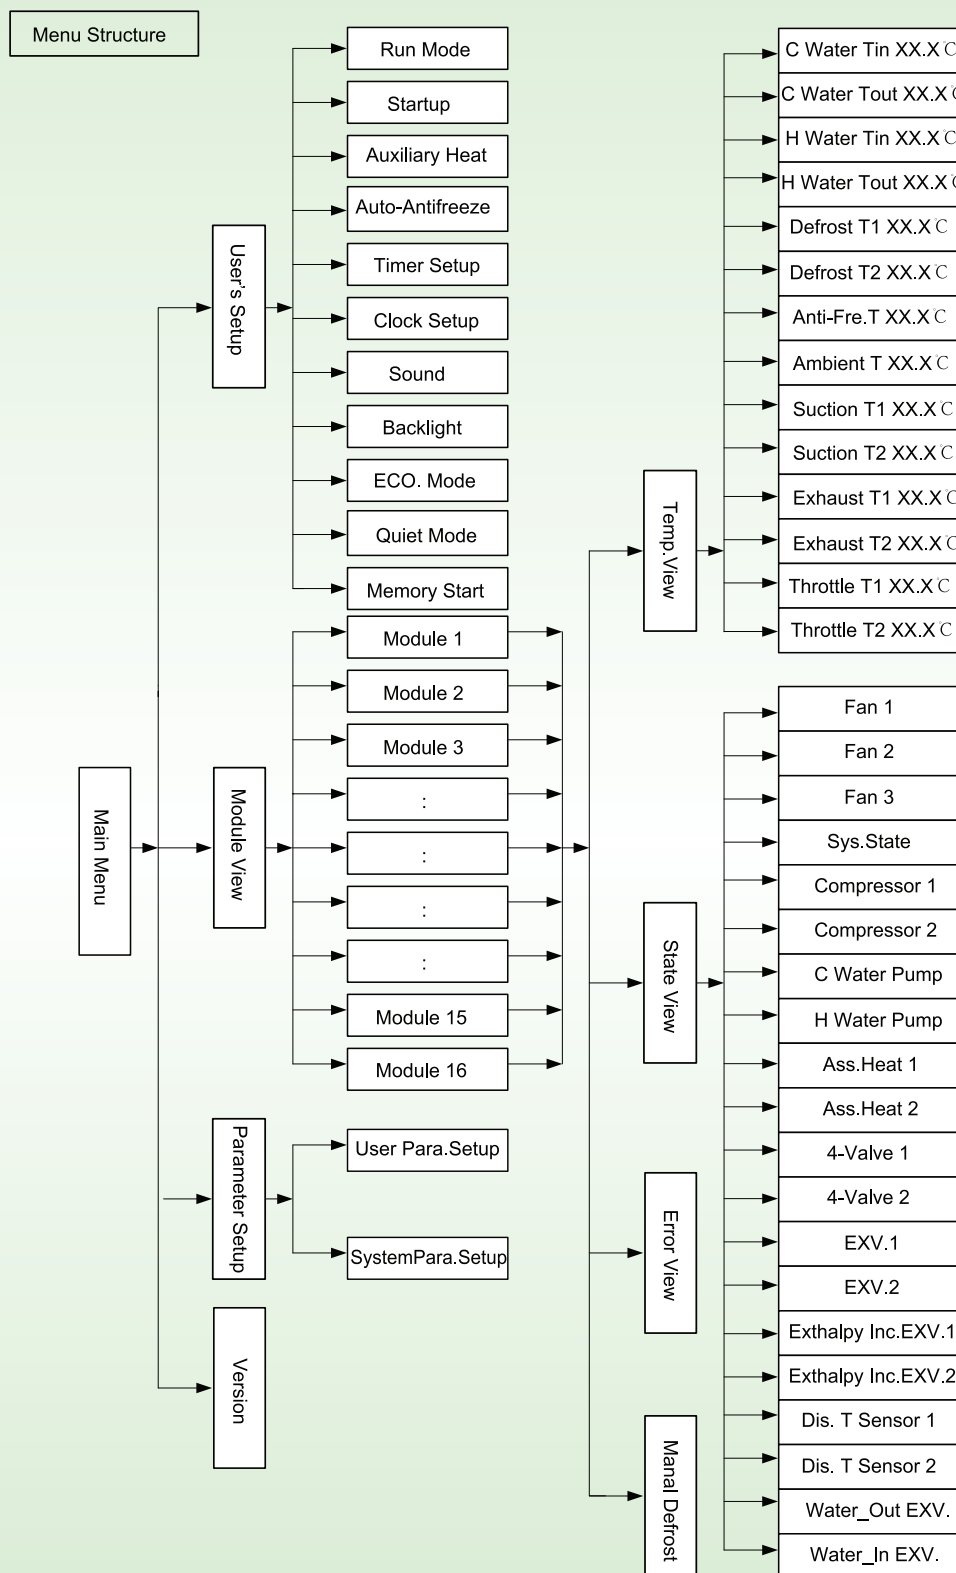 Menu Structure
Main Menu
User's Setup
Module View
Parameter Setup
Version
Run Mode
Startup
Auxiliary Heat
Auto-Antifreeze
Timer Setup
Clock Setup
Sound
Backlight
ECO. Mode
Quiet Mode
Memory Start
Module 1
Module 2
Module 3
:
:
:
:
Module 15
Module 16
User Para.Setup
SystemPara.Setup
Temp.View
State View
Error View
Manal Defrost
C Water Tin XX.X℃
C Water Tout XX.X℃
H Water Tin XX.X℃
H Water Tout XX.X℃
Defrost T1 XX.X℃
Defrost T2 XX.X℃
Anti-Fre.T XX.X℃
Ambient T XX.X℃
Suction T1 XX.X℃
Suction T2 XX.X℃
Exhaust T1 XX.X℃
Exhaust T2 XX.X℃
Throttle T1 XX.X℃
Throttle T2 XX.X℃
Fan 1
Fan 2
Fan 3
Sys.State
Compressor 1
Compressor 2
C Water Pump
H Water Pump
Ass.Heat 1
Ass.Heat 2
4-Valve 1
4-Valve 2
EXV.1
EXV.2
Exthalpy Inc.EXV.1
Exthalpy Inc.EXV.2
Dis. T Sensor 1
Dis. T Sensor 2
Water_Out EXV.
Water_In EXV.